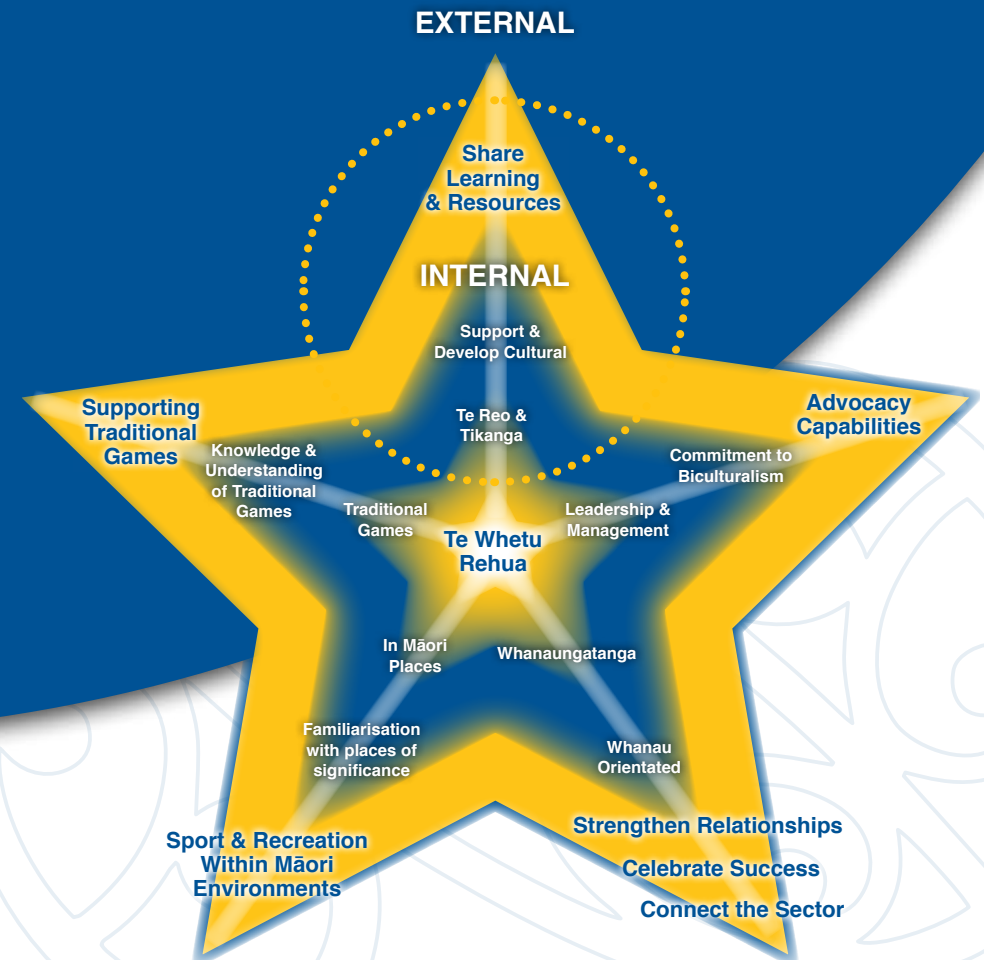 EXTERNAL
Share
Learning
& Resources
INTERNAL
Support &
Develop Cultural
Te Reo &
Tikanga
Supporting
Traditional
Games
Knowledge &
Understanding
of Traditional
Games
Traditional
Games
Advocacy
Capabilities
Commitment to
Biculturalism
Leadership &
Management
Te Whetu
Rehua
In Māori
Places
Whanaungatanga
Familiarisation
with places of
significance
Whanau
Orientated
Sport & Recreation
Within Māori
Environments
Strengthen Relationships
Celebrate Success
Connect the Sector